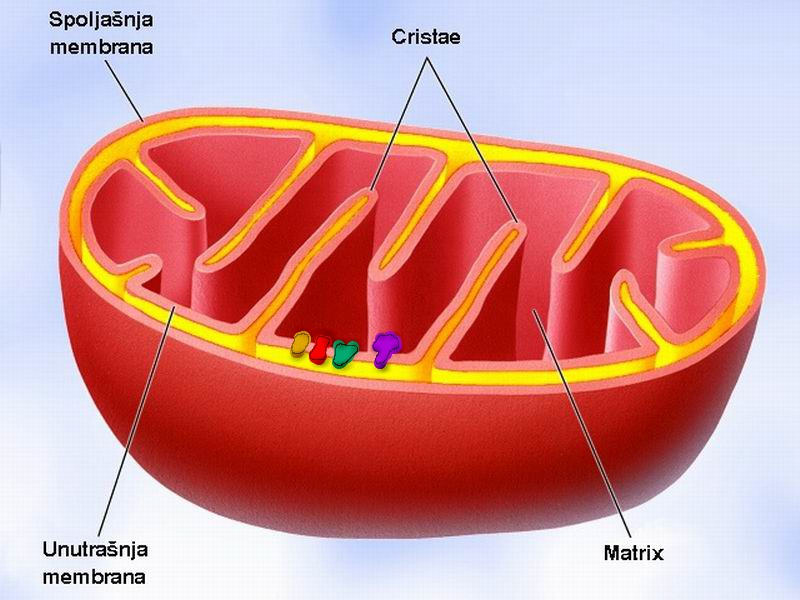 Spoljašnja
membrana
Cristae
Unutrašnja
membrana
Matrix